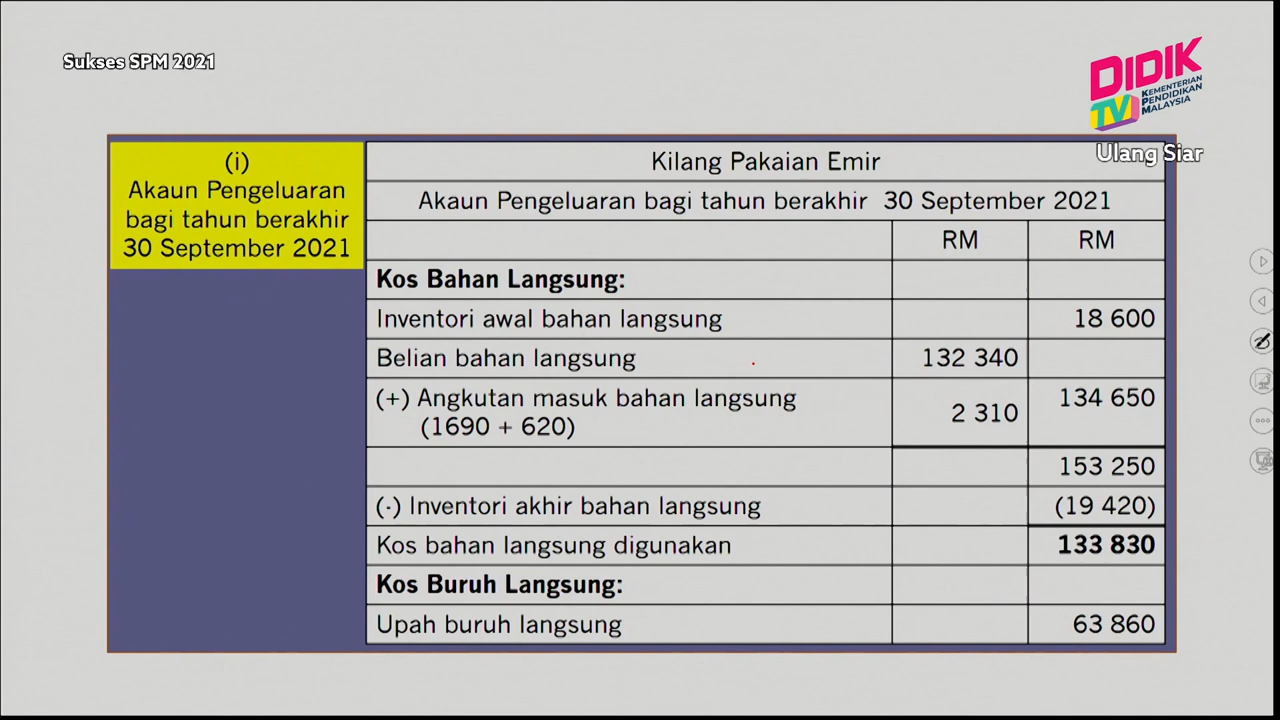 Sukses SPM 2021
DIDIK
TV
KEMENTERIAN
PENDIDIKAN
MALAYSIA
Ulang Siar
(i)
Akaun Pengeluaran
bagi tahun berakhir
30 September 2021
Kilang Pakaian Emir
Akaun Pengeluaran bagi tahun berakhir 30 September 2021
RM RM
Kos Bahan Langsung:
Inventori awal bahan langsung 18 600
Belian bahan langsung 132 340
(+) Angkutan masuk bahan langsung 2 310 134 650
(1690 + 620)
153 250
(-) Inventori akhir bahan langsung (19 420)
Kos bahan langsung digunakan 133 830
Kos Buruh Langsung:
Upah buruh langsung 63 860